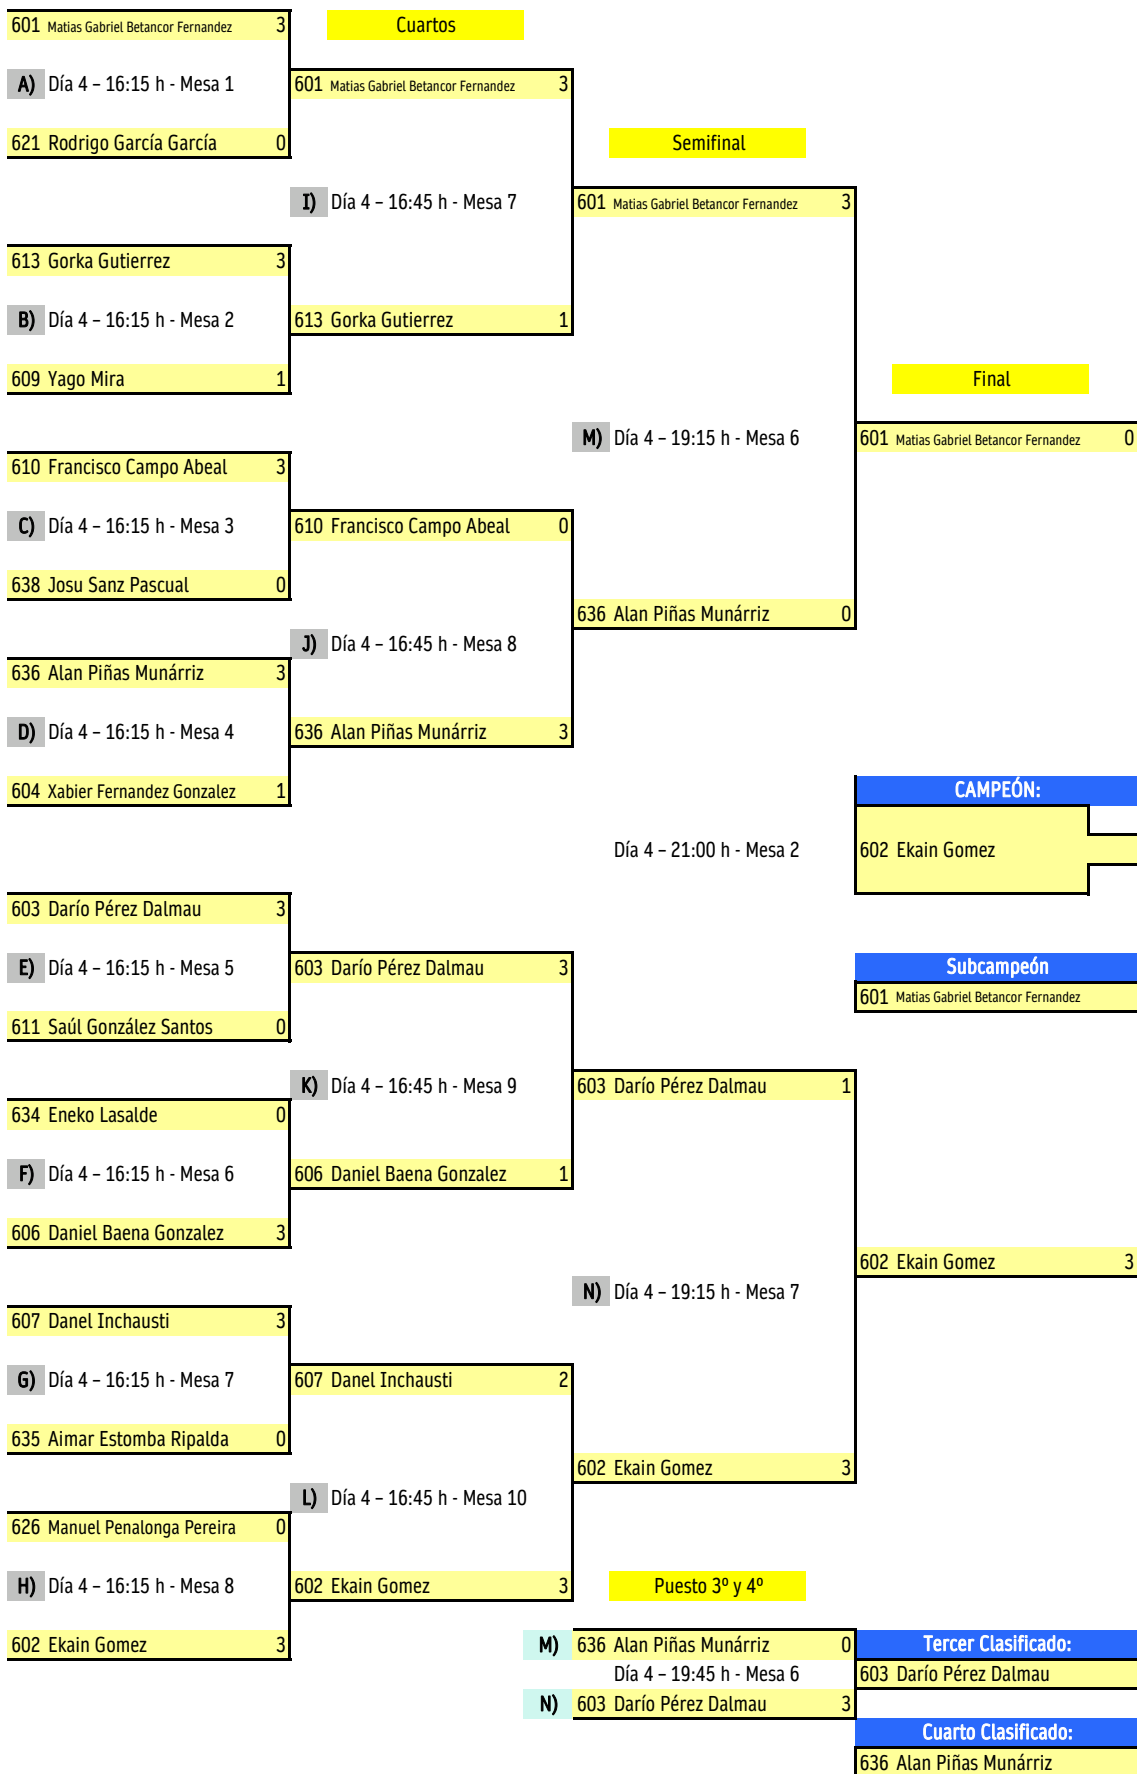 601 Matias Gabriel Betancor Fernandez 3
Cuartos
A) Día 4 – 16:15 h - Mesa 1
601 Matias Gabriel Betancor Fernandez 3
621 Rodrigo García García 0
Semifinal
I) Día 4 – 16:45 h - Mesa 7
601 Matias Gabriel Betancor Fernandez 3
613 Gorka Gutierrez 3
B) Día 4 – 16:15 h - Mesa 2
613 Gorka Gutierrez 1
609 Yago Mira 1
Final
M) Día 4 – 19:15 h - Mesa 6
601 Matias Gabriel Betancor Fernandez 0
610 Francisco Campo Abeal 3
C) Día 4 – 16:15 h - Mesa 3
610 Francisco Campo Abeal 0
638 Josu Sanz Pascual 0
636 Alan Piñas Munárriz 0
J) Día 4 – 16:45 h - Mesa 8
636 Alan Piñas Munárriz 3
D) Día 4 – 16:15 h - Mesa 4
636 Alan Piñas Munárriz 3
604 Xabier Fernandez Gonzalez 1
CAMPEÓN:
Día 4 – 21:00 h - Mesa 2
602 Ekain Gomez
603 Darío Pérez Dalmau 3
E) Día 4 – 16:15 h - Mesa 5
603 Darío Pérez Dalmau 3
Subcampeón
601 Matias Gabriel Betancor Fernandez
611 Saúl González Santos 0
K) Día 4 – 16:45 h - Mesa 9
603 Darío Pérez Dalmau 1
634 Eneko Lasalde 0
F) Día 4 – 16:15 h - Mesa 6
606 Daniel Baena Gonzalez 1
606 Daniel Baena Gonzalez 3
602 Ekain Gomez 3
N) Día 4 – 19:15 h - Mesa 7
607 Danel Inchausti 3
G) Día 4 – 16:15 h - Mesa 7
607 Danel Inchausti 2
635 Aimar Estomba Ripalda 0
602 Ekain Gomez 3
L) Día 4 – 16:45 h - Mesa 10
626 Manuel Penalonga Pereira 0
H) Día 4 – 16:15 h - Mesa 8
602 Ekain Gomez 3
Puesto 3º y 4º
602 Ekain Gomez 3
M) 636 Alan Piñas Munárriz 0
Tercer Clasificado:
Día 4 – 19:45 h - Mesa 6
603 Darío Pérez Dalmau
N) 603 Darío Pérez Dalmau 3
Cuarto Clasificado:
636 Alan Piñas Munárriz